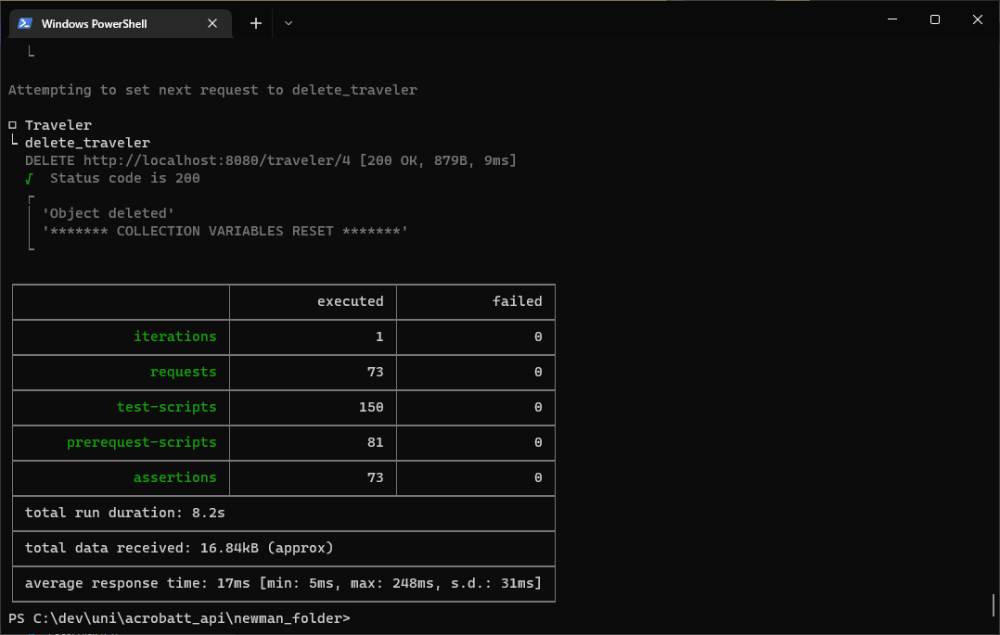 Windows PowerShell
Attempting to set next request to delete_traveler
Traveler
delete_traveler
DELETE http://localhost:8080/traveler/4 [200 OK, 879B, 9ms]
√ Status code is 200
'Object deleted'
'******* COLLECTION VARIABLES RESET *******'
executed failed
iterations 1 0
requests 73 0
test-scripts 150 0
prerequest-scripts 81 0
assertions 73 0
total run duration: 8.2s
total data received: 16.84kB (approx)
average response time: 17ms [min: 5ms, max: 248ms, s.d.: 31ms]
PS C:\dev\uni\acrobatt_api\newman_folder>